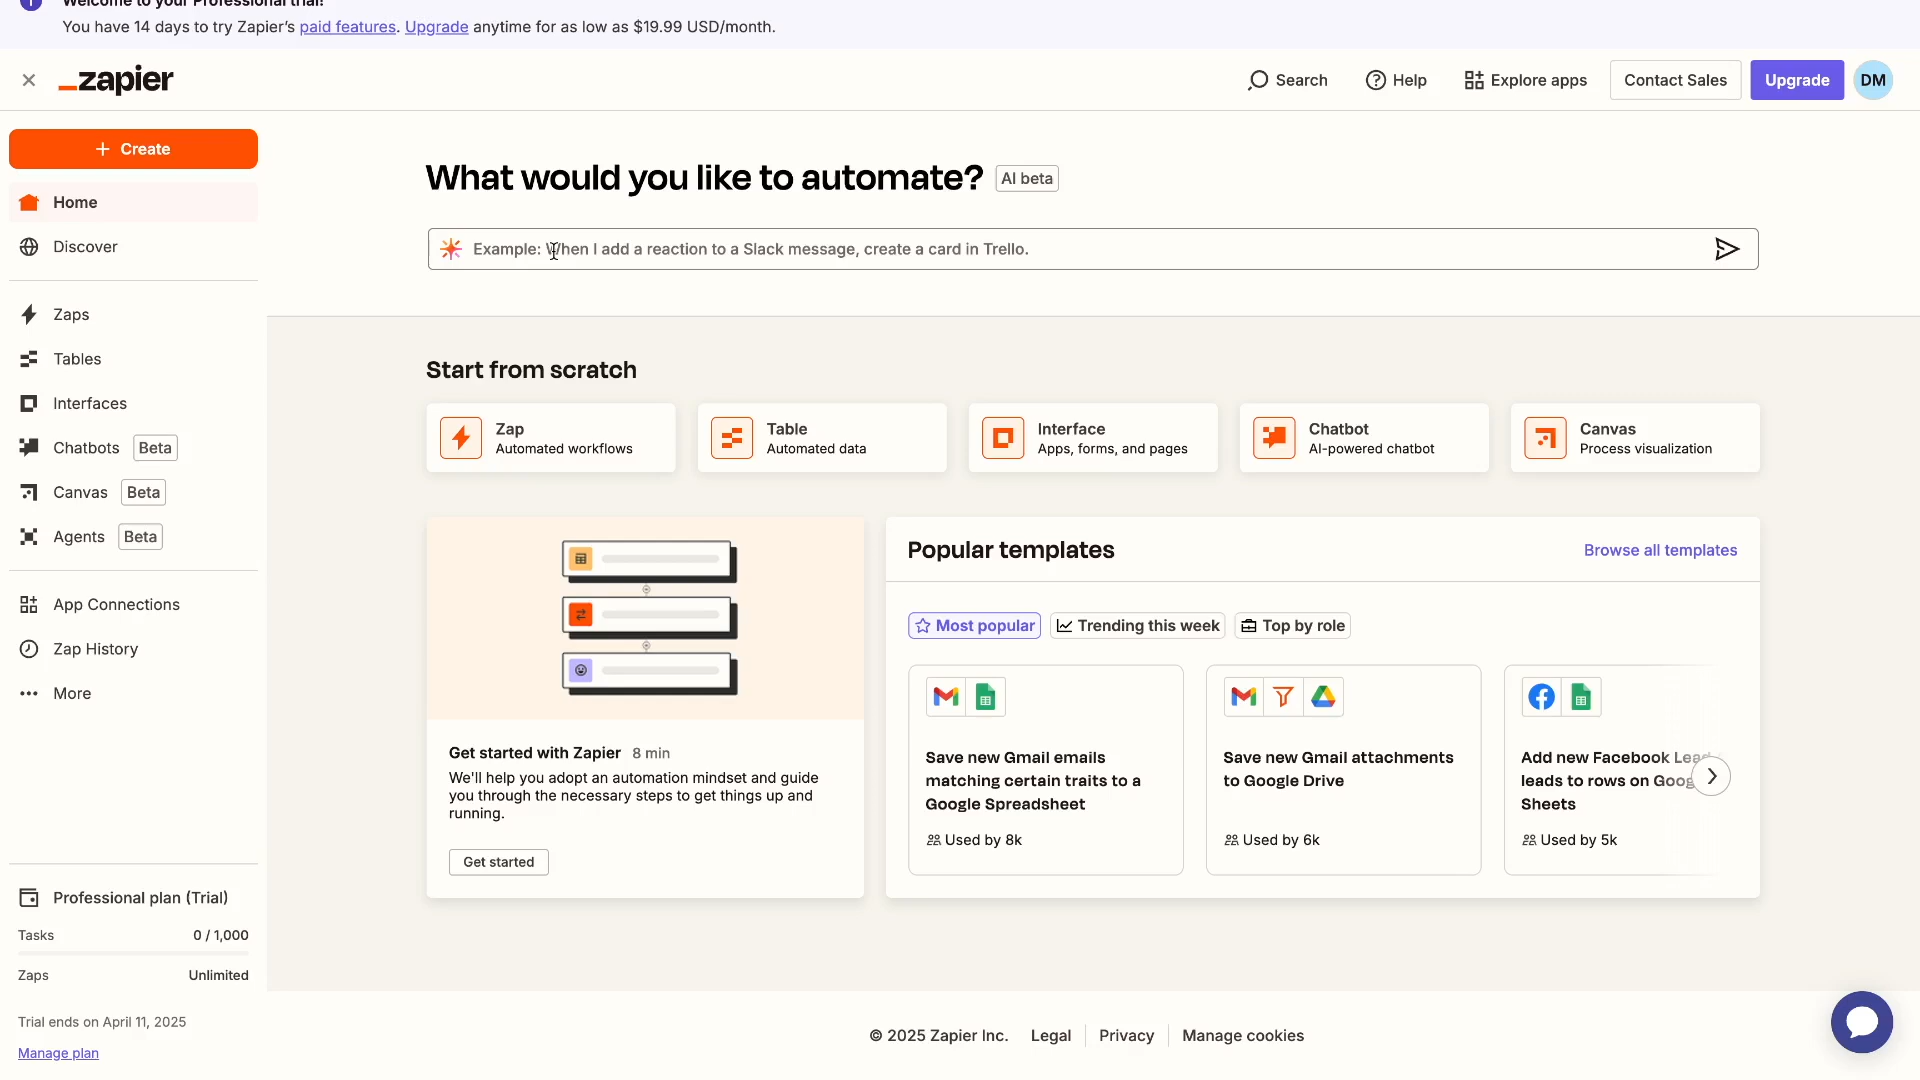 Welcome to your Professional trial!
You have 14 days to try Zapier’s paid features. Upgrade anytime for as low as $19.99 USD/month.
zapier
Search
Help
Explore apps
Contact Sales
Upgrade
DM
Create
Home
Discover
Zaps
Tables
Interfaces
Chatbots Beta
Canvas Beta
Agents Beta
App Connections
Zap History
More
Professional plan (Trial)
Tasks 0 / 1,000
Zaps Unlimited
Trial ends on April 11, 2025
Manage plan
What would you like to automate? AI beta
Example: When I add a reaction to a Slack message, create a card in Trello.
Start from scratch
Zap
Automated workflows
Table
Automated data
Interface
Apps, forms, and pages
Chatbot
AI-powered chatbot
Canvas
Process visualization
Get started with Zapier 8 min
We'll help you adopt an automation mindset and guide
you through the necessary steps to get things up and
running.
Get started
Popular templates
Browse all templates
Most popular
Trending this week
Top by role
Save new Gmail emails
matching certain traits to a
Google Spreadsheet
Used by 8k
Save new Gmail attachments
to Google Drive
Used by 6k
Add new Facebook Lead
leads to rows on Goog
Sheets
Used by 5k
© 2025 Zapier Inc.
Legal
Privacy
Manage cookies